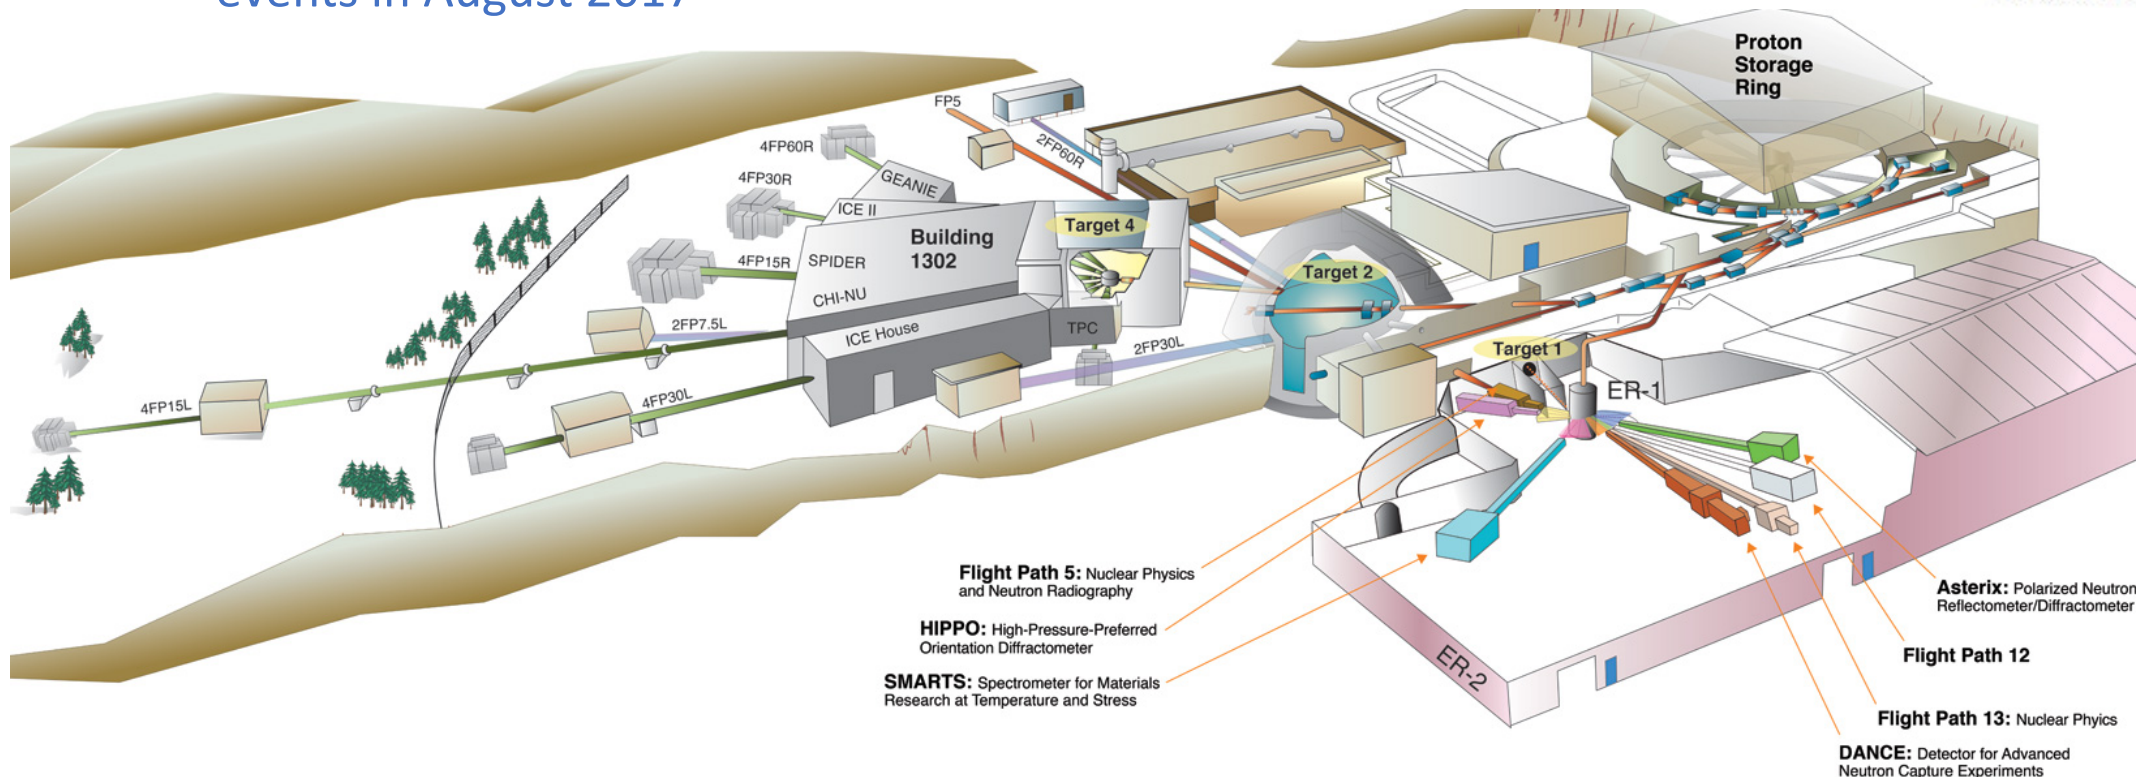 events in August 2017
Proton
Storage
Ring
FP5
2FP60R
4FP60R
GEANIE
4FP30R
ICE II
Target 4
Building
1302
SPIDER
4FP15R
CHI-NU
Target 2
2FP7.5L
ICE House
TPC
2FP30L
Target 1
ER-1
4FP15L
4FP30L
Flight Path 5: Nuclear Physics
and Neutron Radiography
HIPPO: High-Pressure-Preferred
Orientation Diffractometer
SMARTS: Spectrometer for Materials
Research at Temperature and Stress
ER-2
Asterix: Polarized Neutron
Reflectometer/Diffractometer
Flight Path 12
Flight Path 13: Nuclear Phyics
DANCE: Detector for Advanced
Neutron Capture Experiments